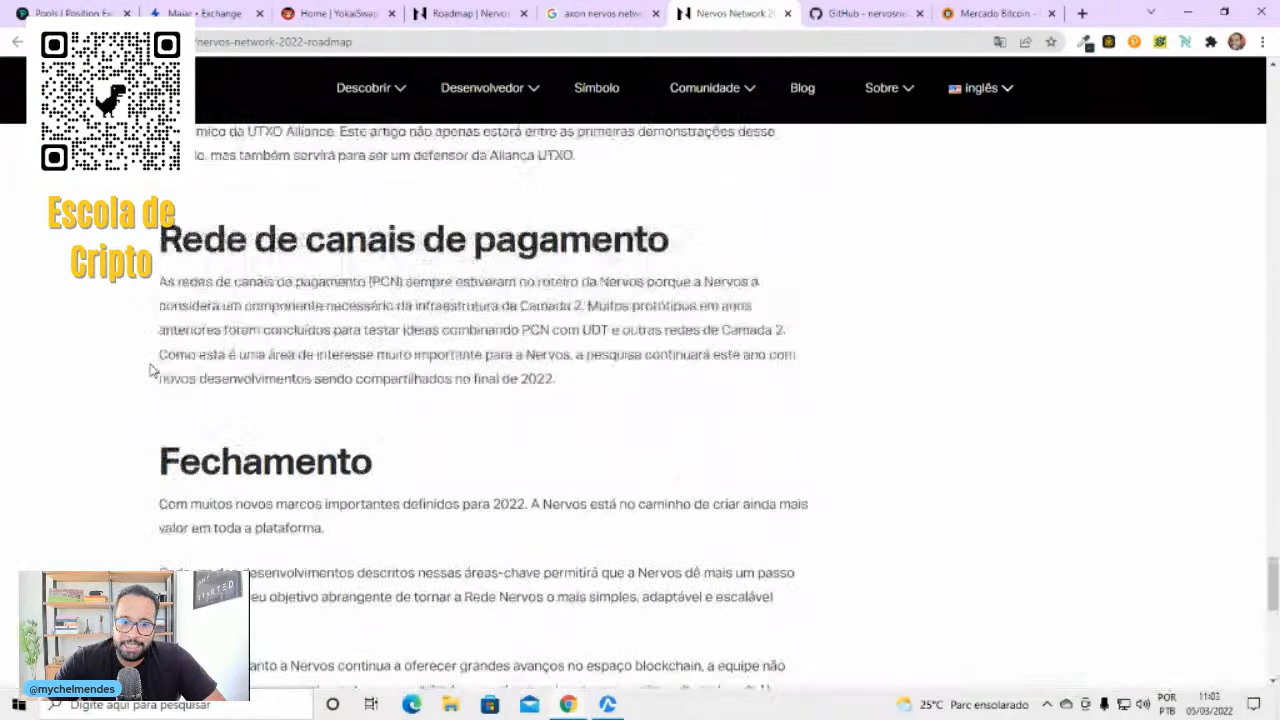 | Position E
Mazar - Exchan
Home | YokaiSwap
Roadmap | Nervos
axon nervos netw
Nervos Network 20
GitHub - nervosne
Mercado Bitcoin -
/nervos-network-2022-roadmap
Descobrir
Desenvolvedor
Símbolo
Comunidade
Blog
Sobre
inglês
mico da UTXO Alliance. Este artigo não apenas estará entre as primeiras demonstrações desse
do, mas também servirá para ser um defensor da Aliança UTXO.
Escola de
Cripto
Rede de canais de pagamento
As redes de canais de pagamento (PCN) sempre estiveram no roteiro da Nervos porque a Nervos a
considera um componente necessário da infraestrutura da Camada 2. Muitos protótipos em anos
anteriores foram concluídos para testar ideias combinando PCN com UDT e outras redes de Camada 2.
Como esta é uma área de interesse muito importante para a Nervos, a pesquisa continuará este ano com
novos desenvolvimentos sendo compartilhados no final de 2022.
Fechamento
Com muitos novos marcos importantes definidos para 2022. A Nervos está no caminho de criar ainda mais
valor em toda a plataforma.
desenvolvimentos descritos nessas áreas-chave permitirá que a Nervos dê mais um passo
eu objetivo abrangente de tornar a Rede Nervos o mais simples, adaptável e escalável
anto a Nervos continua a oferecer grandes avanços no espaço blockchain, a equipe não
STARTED
@mychelmendes
Digite aqui para pesquisar
25°C Parc ensolarado
POR
PTB
11:03
05/03/2022